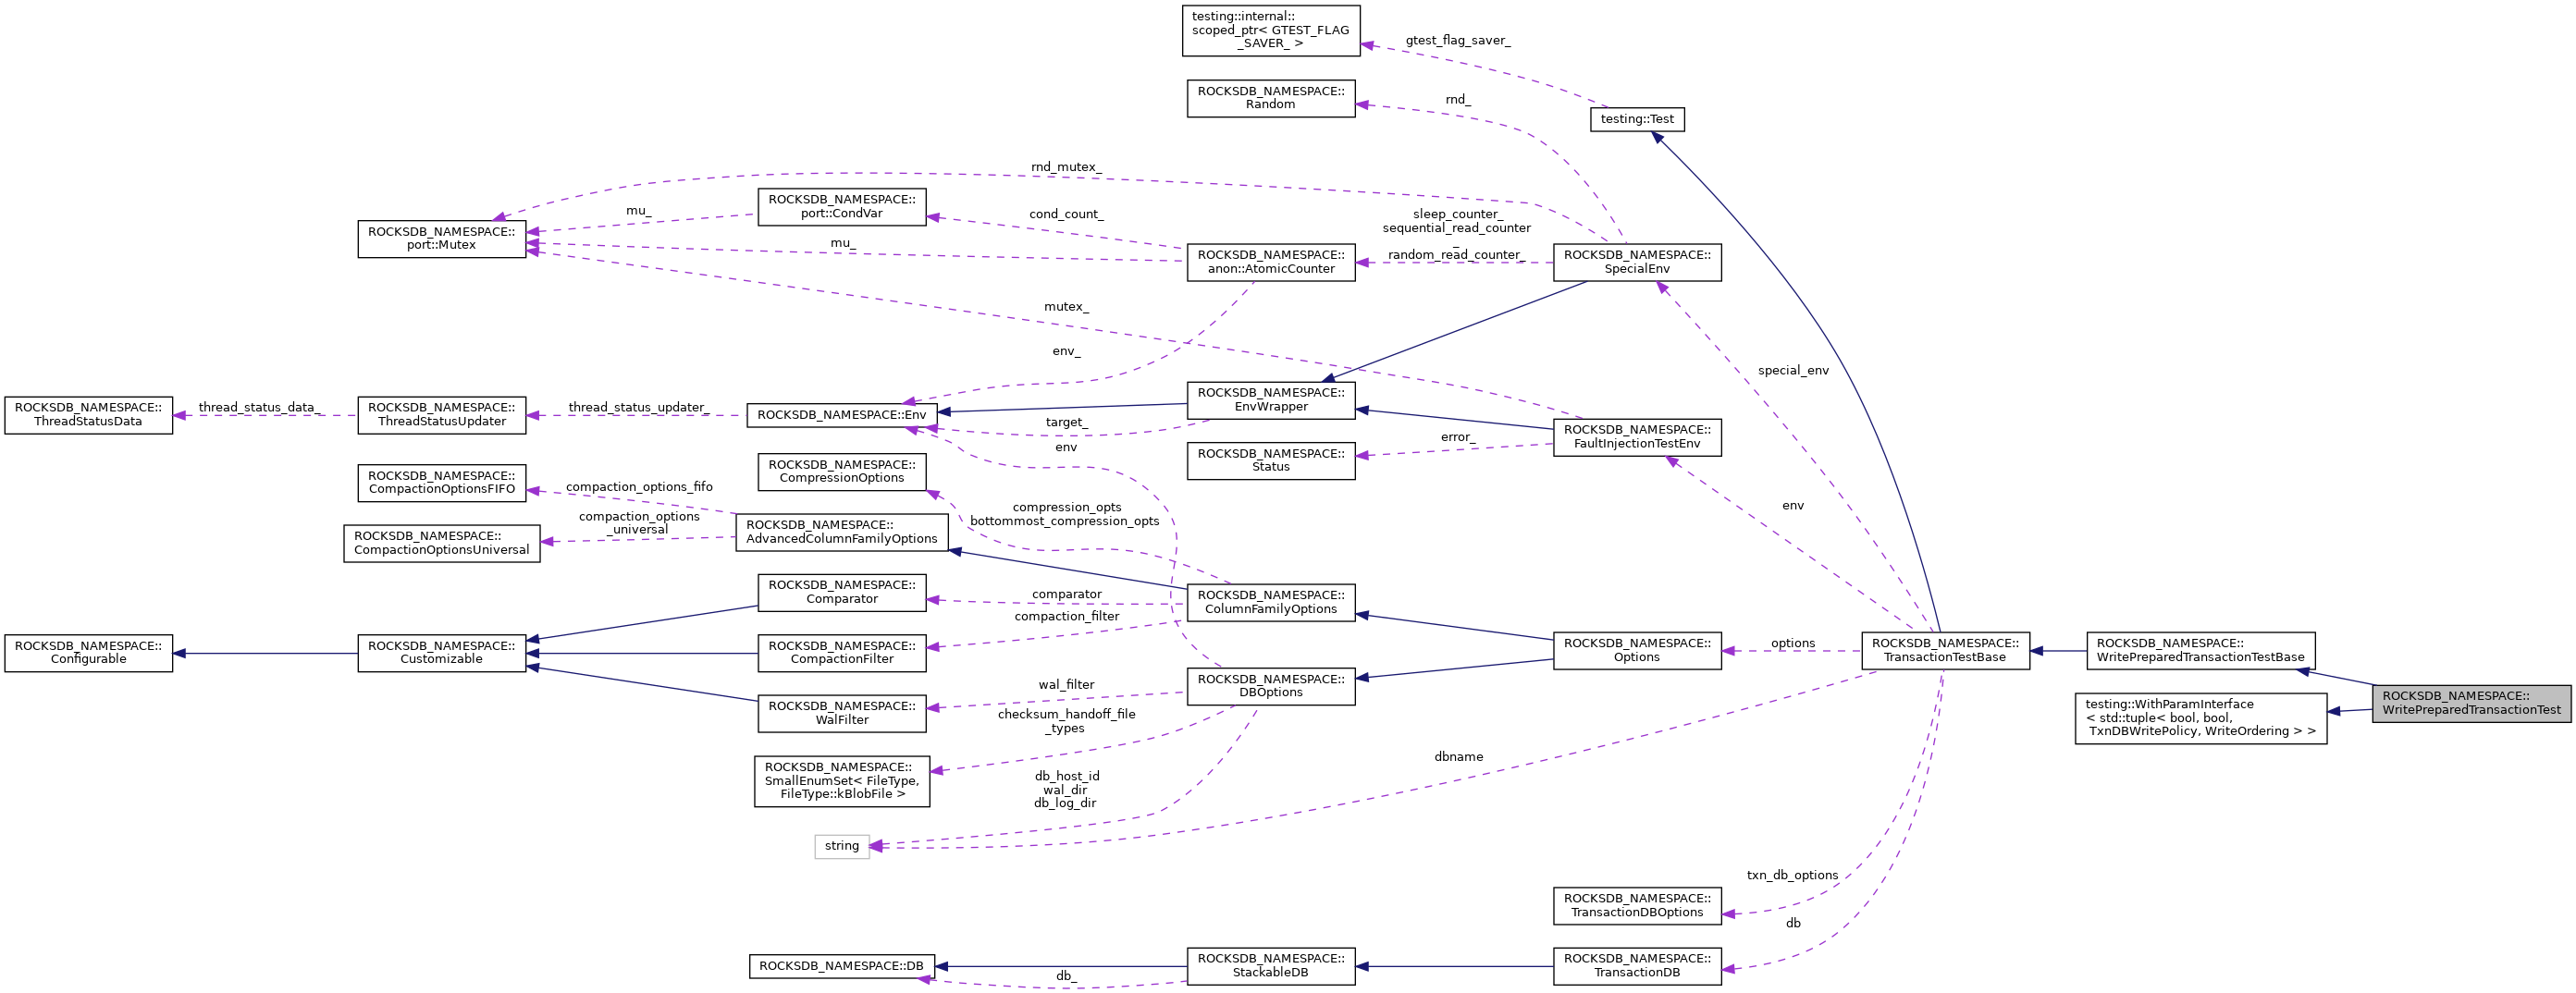 testing::internal::
scoped_ptr< GTEST_FLAG
_SAVER_ >
gtest_flag_saver_
ROCKSDB_NAMESPACE::
Random
rnd_
testing::Test
rnd_mutex_
ROCKSDB_NAMESPACE::
port::CondVar
mu_
ROCKSDB_NAMESPACE::
port::Mutex
cond_count_
sleep_counter_
sequential_read_counter
_
random_read_counter_
mu_
ROCKSDB_NAMESPACE::
anon::AtomicCounter
ROCKSDB_NAMESPACE::
SpecialEnv
mutex_
env_
special_env
ROCKSDB_NAMESPACE::
ThreadStatusData
thread_status_data_
ROCKSDB_NAMESPACE::
ThreadStatusUpdater
thread_status_updater_
ROCKSDB_NAMESPACE::Env
ROCKSDB_NAMESPACE::
EnvWrapper
target_
env
error_
ROCKSDB_NAMESPACE::
FaultInjectionTestEnv
ROCKSDB_NAMESPACE::
Status
ROCKSDB_NAMESPACE::
CompressionOptions
ROCKSDB_NAMESPACE::
CompactionOptionsFIFO
compaction_options_fifo
compaction_options
_universal
ROCKSDB_NAMESPACE::
CompactionOptionsUniversal
ROCKSDB_NAMESPACE::
AdvancedColumnFamilyOptions
compression_opts
bottommost_compression_opts
env
ROCKSDB_NAMESPACE::
Comparator
comparator
compaction_filter
ROCKSDB_NAMESPACE::
ColumnFamilyOptions
ROCKSDB_NAMESPACE::
Configurable
ROCKSDB_NAMESPACE::
Customizable
ROCKSDB_NAMESPACE::
CompactionFilter
ROCKSDB_NAMESPACE::
Options
options
ROCKSDB_NAMESPACE::
TransactionTestBase
ROCKSDB_NAMESPACE::
WritePreparedTransactionTestBase
ROCKSDB_NAMESPACE::
DBOptions
wal_filter
ROCKSDB_NAMESPACE::
WalFilter
checksum_handoff_file
_types
ROCKSDB_NAMESPACE::
WritePreparedTransactionTest
testing::WithParamInterface
< std::tuple< bool, bool,
TxnDBWritePolicy, WriteOrdering > >
ROCKSDB_NAMESPACE::
SmallEnumSet< FileType,
FileType::kBlobFile >
db_host_id
wal_dir
db_log_dir
dbname
string
txn_db_options
ROCKSDB_NAMESPACE::
TransactionDBOptions
db
ROCKSDB_NAMESPACE::DB
db_
ROCKSDB_NAMESPACE::
StackableDB
ROCKSDB_NAMESPACE::
TransactionDB